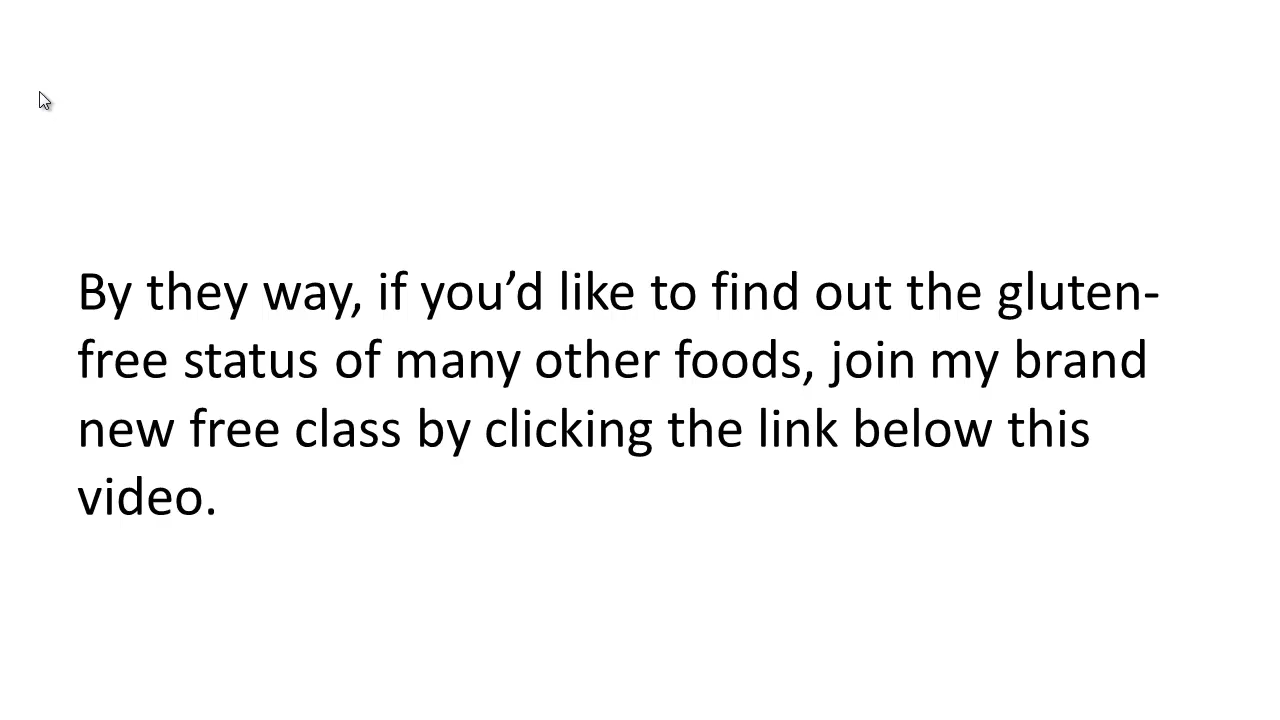 By they way, if you’d like to find out the gluten-
free status of many other foods, join my brand
new free class by clicking the link below this
video.